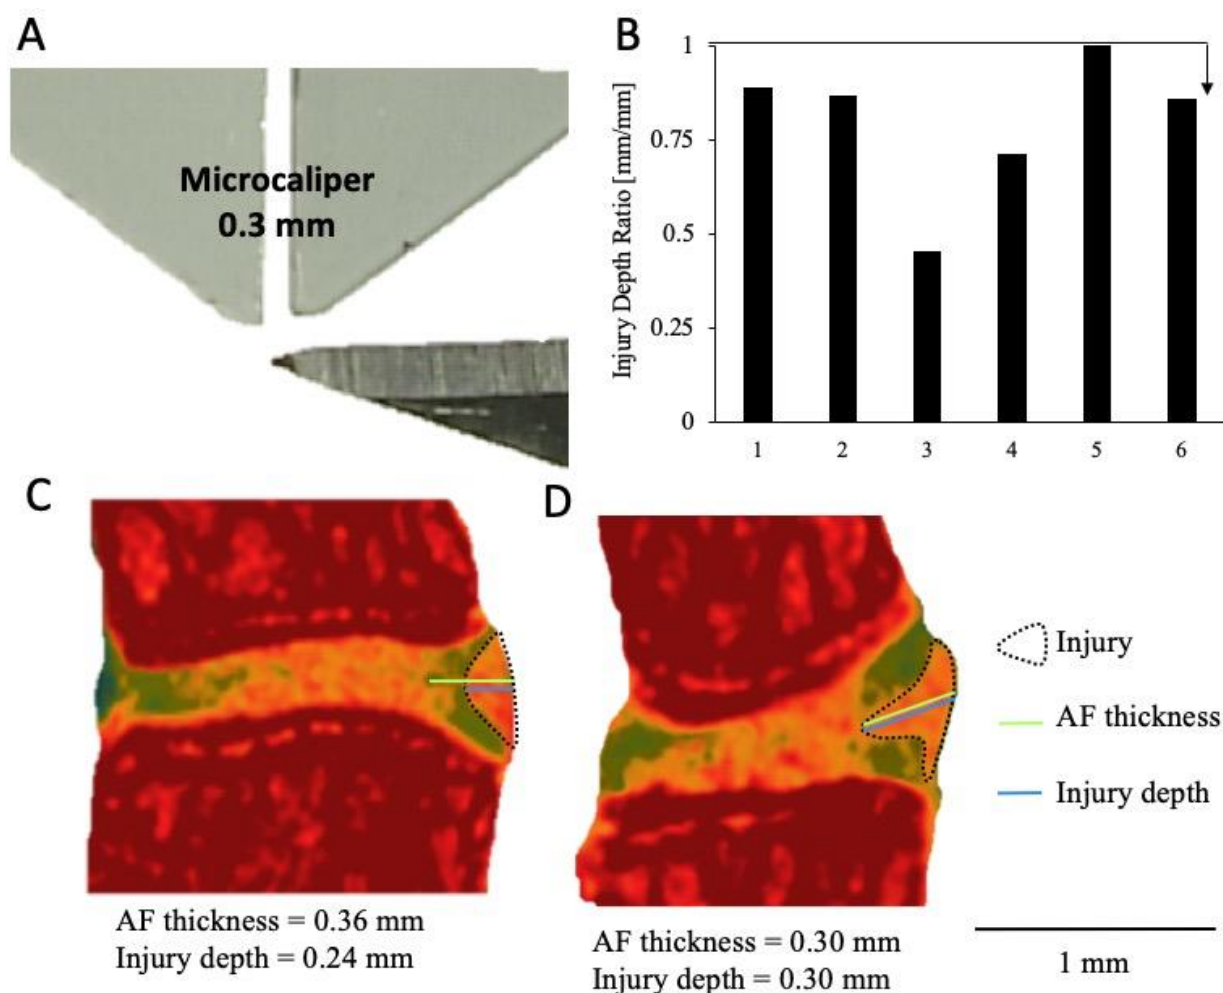 A
Microcaliper
0.3 mm
B
Injury Depth Ratio [mm/mm]
1
0.75
0.5
0.25
0
1 2 3 4 5 6
C
AF thickness = 0.36 mm
Injury depth = 0.24 mm
D
AF thickness = 0.30 mm
Injury depth = 0.30 mm
Injury
AF thickness
Injury depth
1 mm